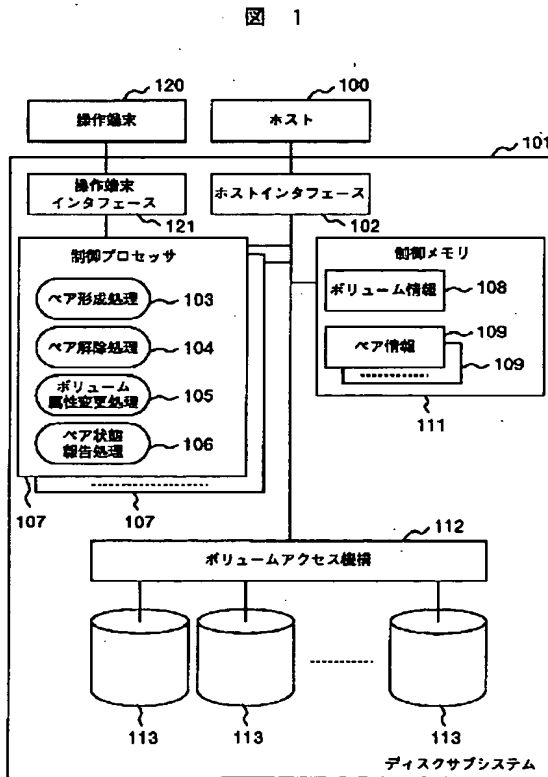 図 1
120
100
操作端末
ホスト
101
操作端末
インタフェース
ホストインタフェース
121
102
制御プロセッサ
制御メモリ
ペア形成処理
103
ボリューム情報
108
ペア解除処理
104
ペア情報
109
109
ボリューム
属性変更処理
105
ペア状態
報告処理
106
111
107
107
112
ボリュームアクセス機構
113
113
113
ディスクサブシステム